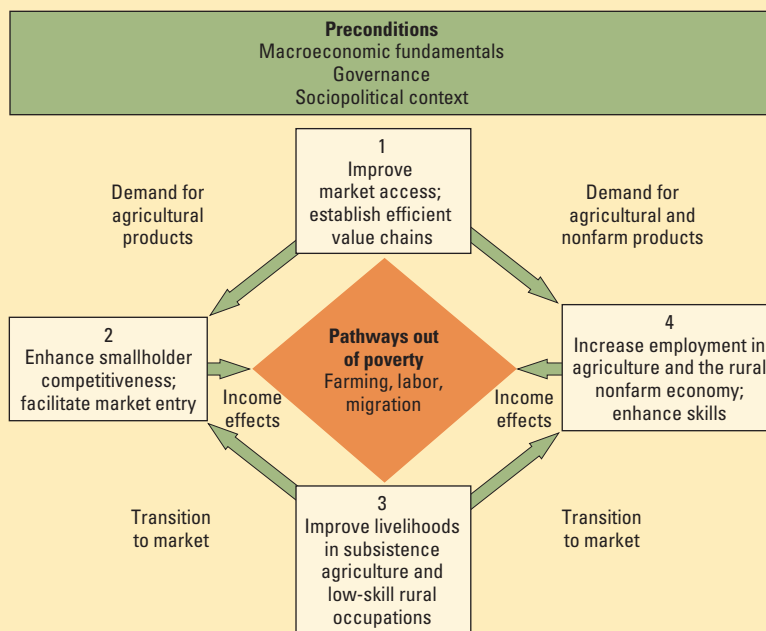 Preconditions
Macroeconomic fundamentals
Governance
Sociopolitical context
1
Improve
market access;
establish efficient
value chains
Demand for
agricultural
products
Demand for
agricultural and
nonfarm products
2
Enhance smallholder
competitiveness;
facilitate market entry
Pathways out
of poverty
Farming, labor,
migration
4
Increase employment in
agriculture and the rural
nonfarm economy;
enhance skills
Income
effects
Income
effects
Transition
to market
3
Improve livelihoods
in subsistence
agriculture and
low-skill rural
occupations
Transition
to market